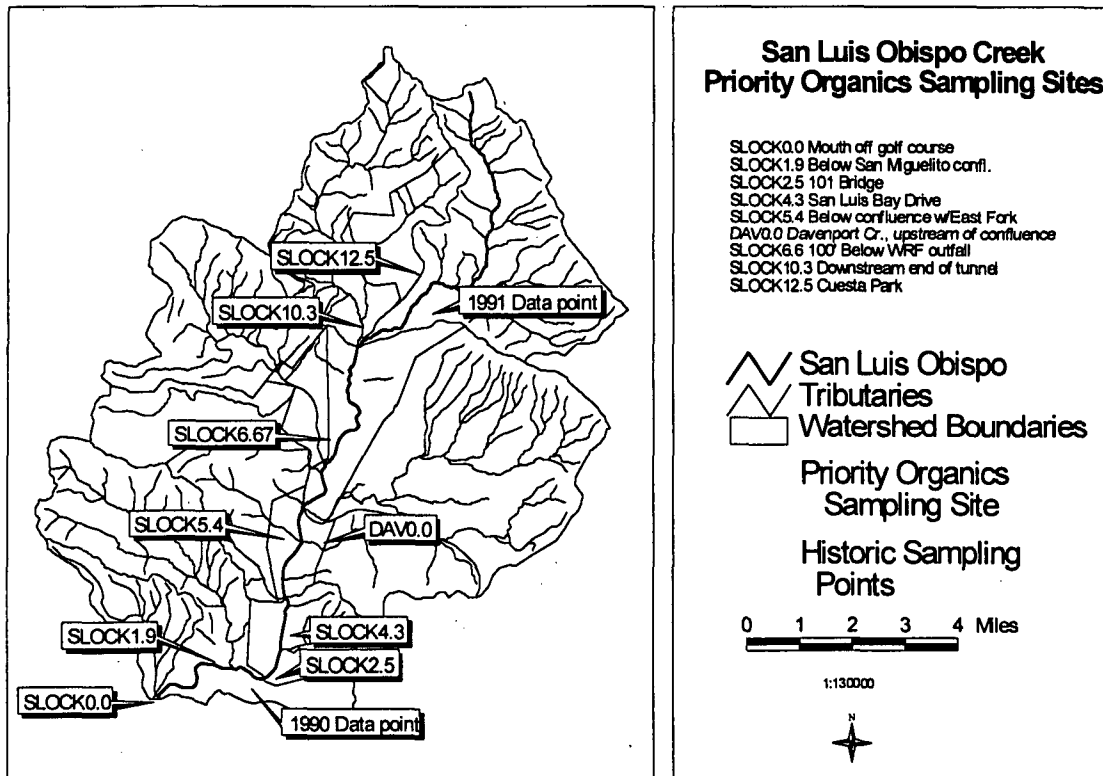 SLOCK12.5
1991 Data point
SLOCK10.3
SLOCK6.67
SLOCK5.4
DAV0.0
SLOCK1.9
SLOCK4.3
SLOCK2.5
SLOCK0.0
1990 Data point
San Luis Obispo Creek
Priority Organics Sampling Sites
SLOCK0.0 Mouth off golf course
SLOCK1.9 Below San Miguelito confl.
SLOCK2.5 101 Bridge
SLOCK4.3 San Luis Bay Drive
SLOCK5.4 Below confluence w/East Fork
DAV0.0 Davenport Cr., upstream of confluence
SLOCK6.6 100' Below WRF outfall
SLOCK10.3 Downstream end of tunnel
SLOCK12.5 Cuesta Park
San Luis Obispo
Tributaries
Watershed Boundaries
Priority Organics
Sampling Site
Historic Sampling
Points
0 1 2 3 4 Miles
1:130000
N